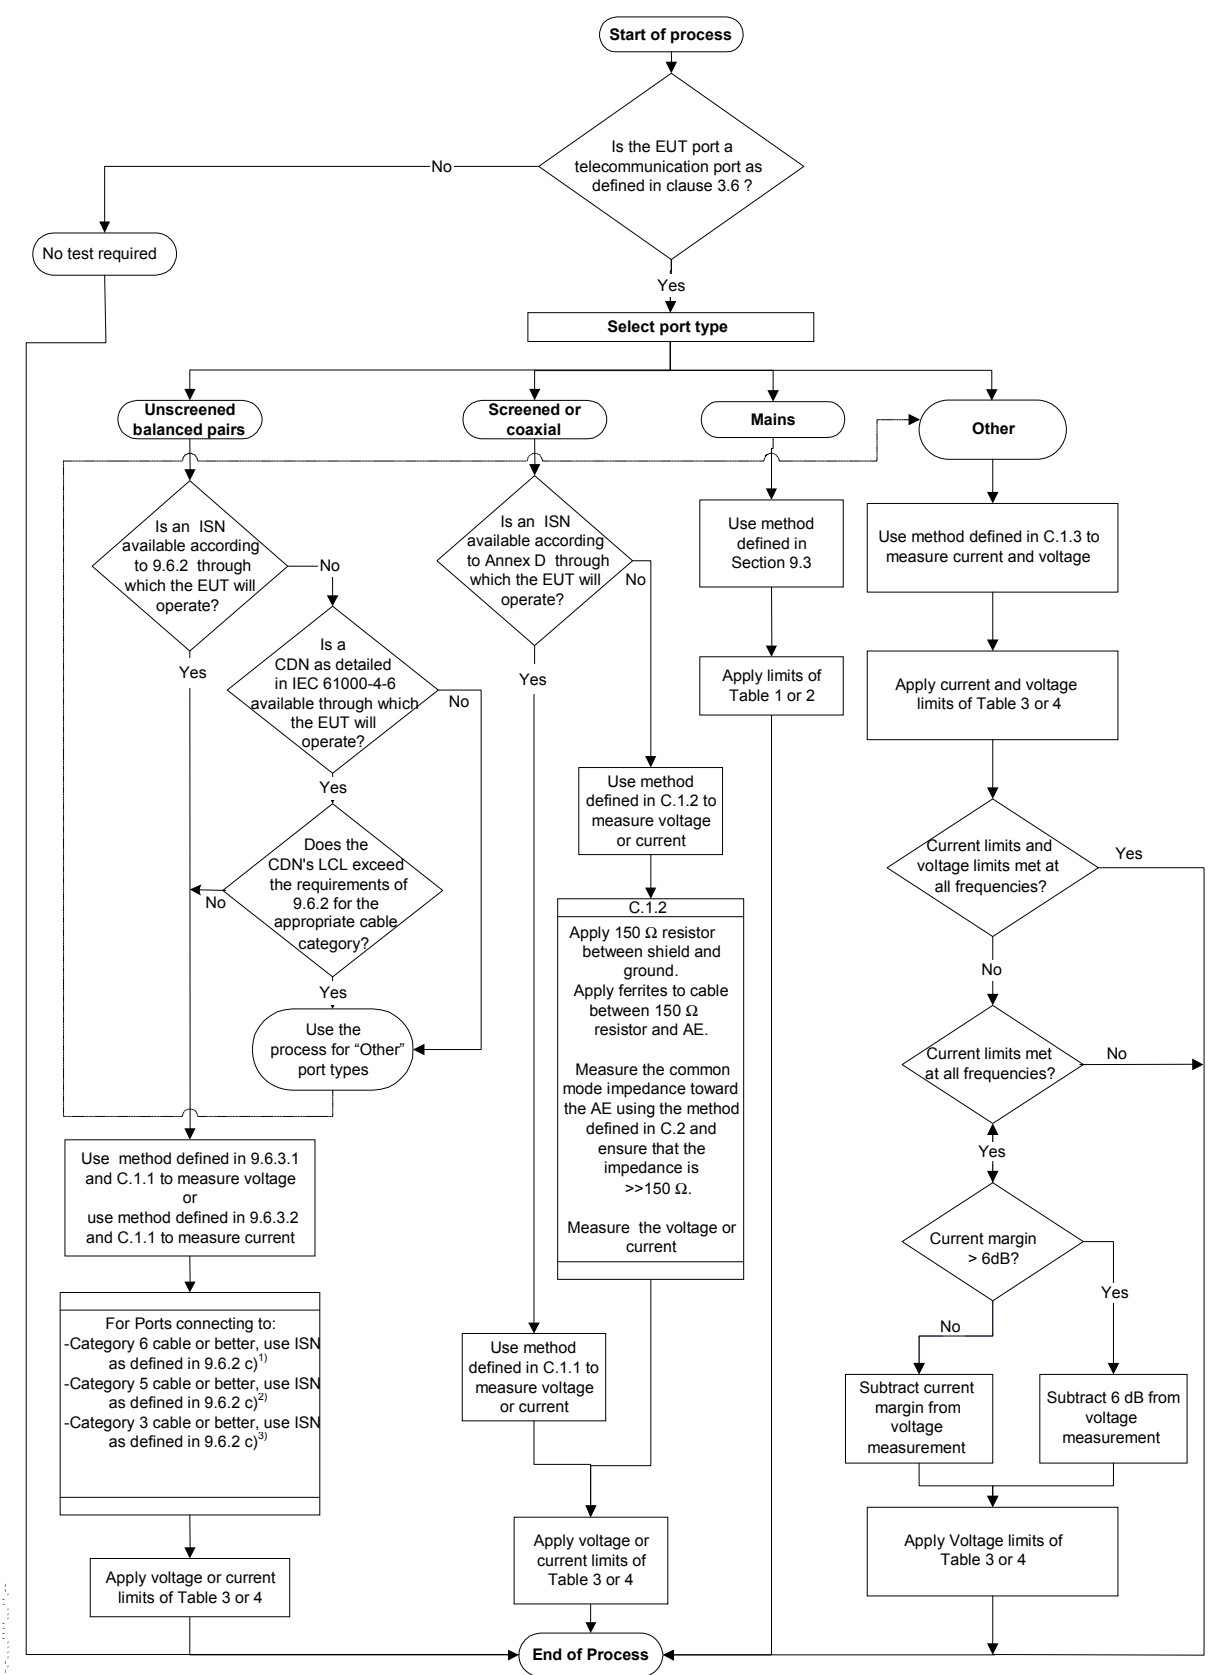 Start of process
Is the EUT port a
telecommunication port as
defined in clause 3.6 ?
No
No test required
Yes
Select port type
Unscreened
balanced pairs
Screened or
coaxial
Mains
Other
Is an ISN
available according
to 9.6.2 through
which the EUT will
operate?
No
Yes
Is a
CDN as detailed
in IEC 61000-4-6
available through which
the EUT will
operate?
No
Yes
Does the
CDN's LCL exceed
the requirements of
9.6.2 for the
appropriate cable
category?
No
Yes
Use the
process for “Other”
port types
Use method defined in 9.6.3.1
and C.1.1 to measure voltage
or
use method defined in 9.6.3.2
and C.1.1 to measure current
For Ports connecting to:
-Category 6 cable or better, use ISN
as defined in 9.6.2 c)1)
-Category 5 cable or better, use ISN
as defined in 9.6.2 c)2)
-Category 3 cable or better, use ISN
as defined in 9.6.2 c)3)
Apply voltage or current
limits of Table 3 or 4
Is an ISN
available according
to Annex D through
which the EUT will
operate?
No
Yes
Use method
defined in C.1.2 to
measure voltage
or current
C.1.2
Apply 150 Ω resistor
between shield and
ground.
Apply ferrites to cable
between 150 Ω
resistor and AE.
Measure the common
mode impedance toward
the AE using the method
defined in C.2 and
ensure that the
impedance is
>>150 Ω.
Measure the voltage or
current
Use method
defined in C.1.1 to
measure voltage
or current
Apply voltage or
current limits of
Table 3 or 4
Use method
defined in
Section 9.3
Apply limits of
Table 1 or 2
Use method defined in C.1.3 to
measure current and voltage
Apply current and voltage
limits of Table 3 or 4
Current limits and
voltage limits met at
all frequencies?
Yes
No
Current limits met
at all frequencies?
No
Yes
Current margin
> 6dB?
Yes
No
Subtract current
margin from
voltage
measurement
Subtract 6 dB from
voltage
measurement
Apply Voltage limits of
Table 3 or 4
End of Process